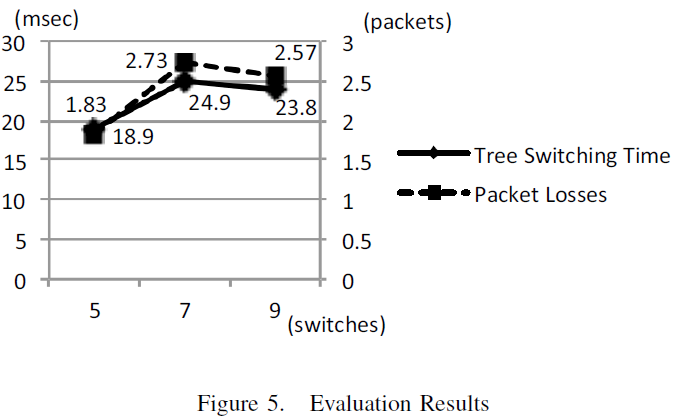 (msec)
(packets)
30
25
20
15
10
5
0
3
2.5
2
1.5
1
0.5
0
1.83
18.9
2.73
24.9
2.57
23.8
5 7 9
(switches)
Tree Switching Time
Packet Losses
Figure 5. Evaluation Results